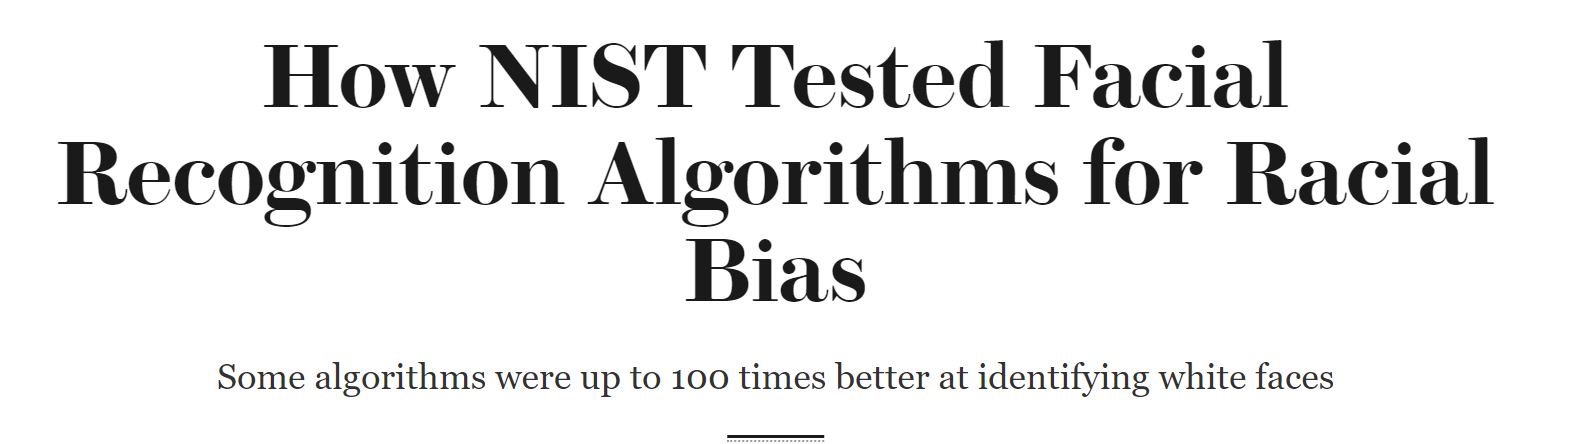 How NIST Tested Facial
Recognition Algorithms for Racial
Bias
Some algorithms were up to 100 times better at identifying white faces